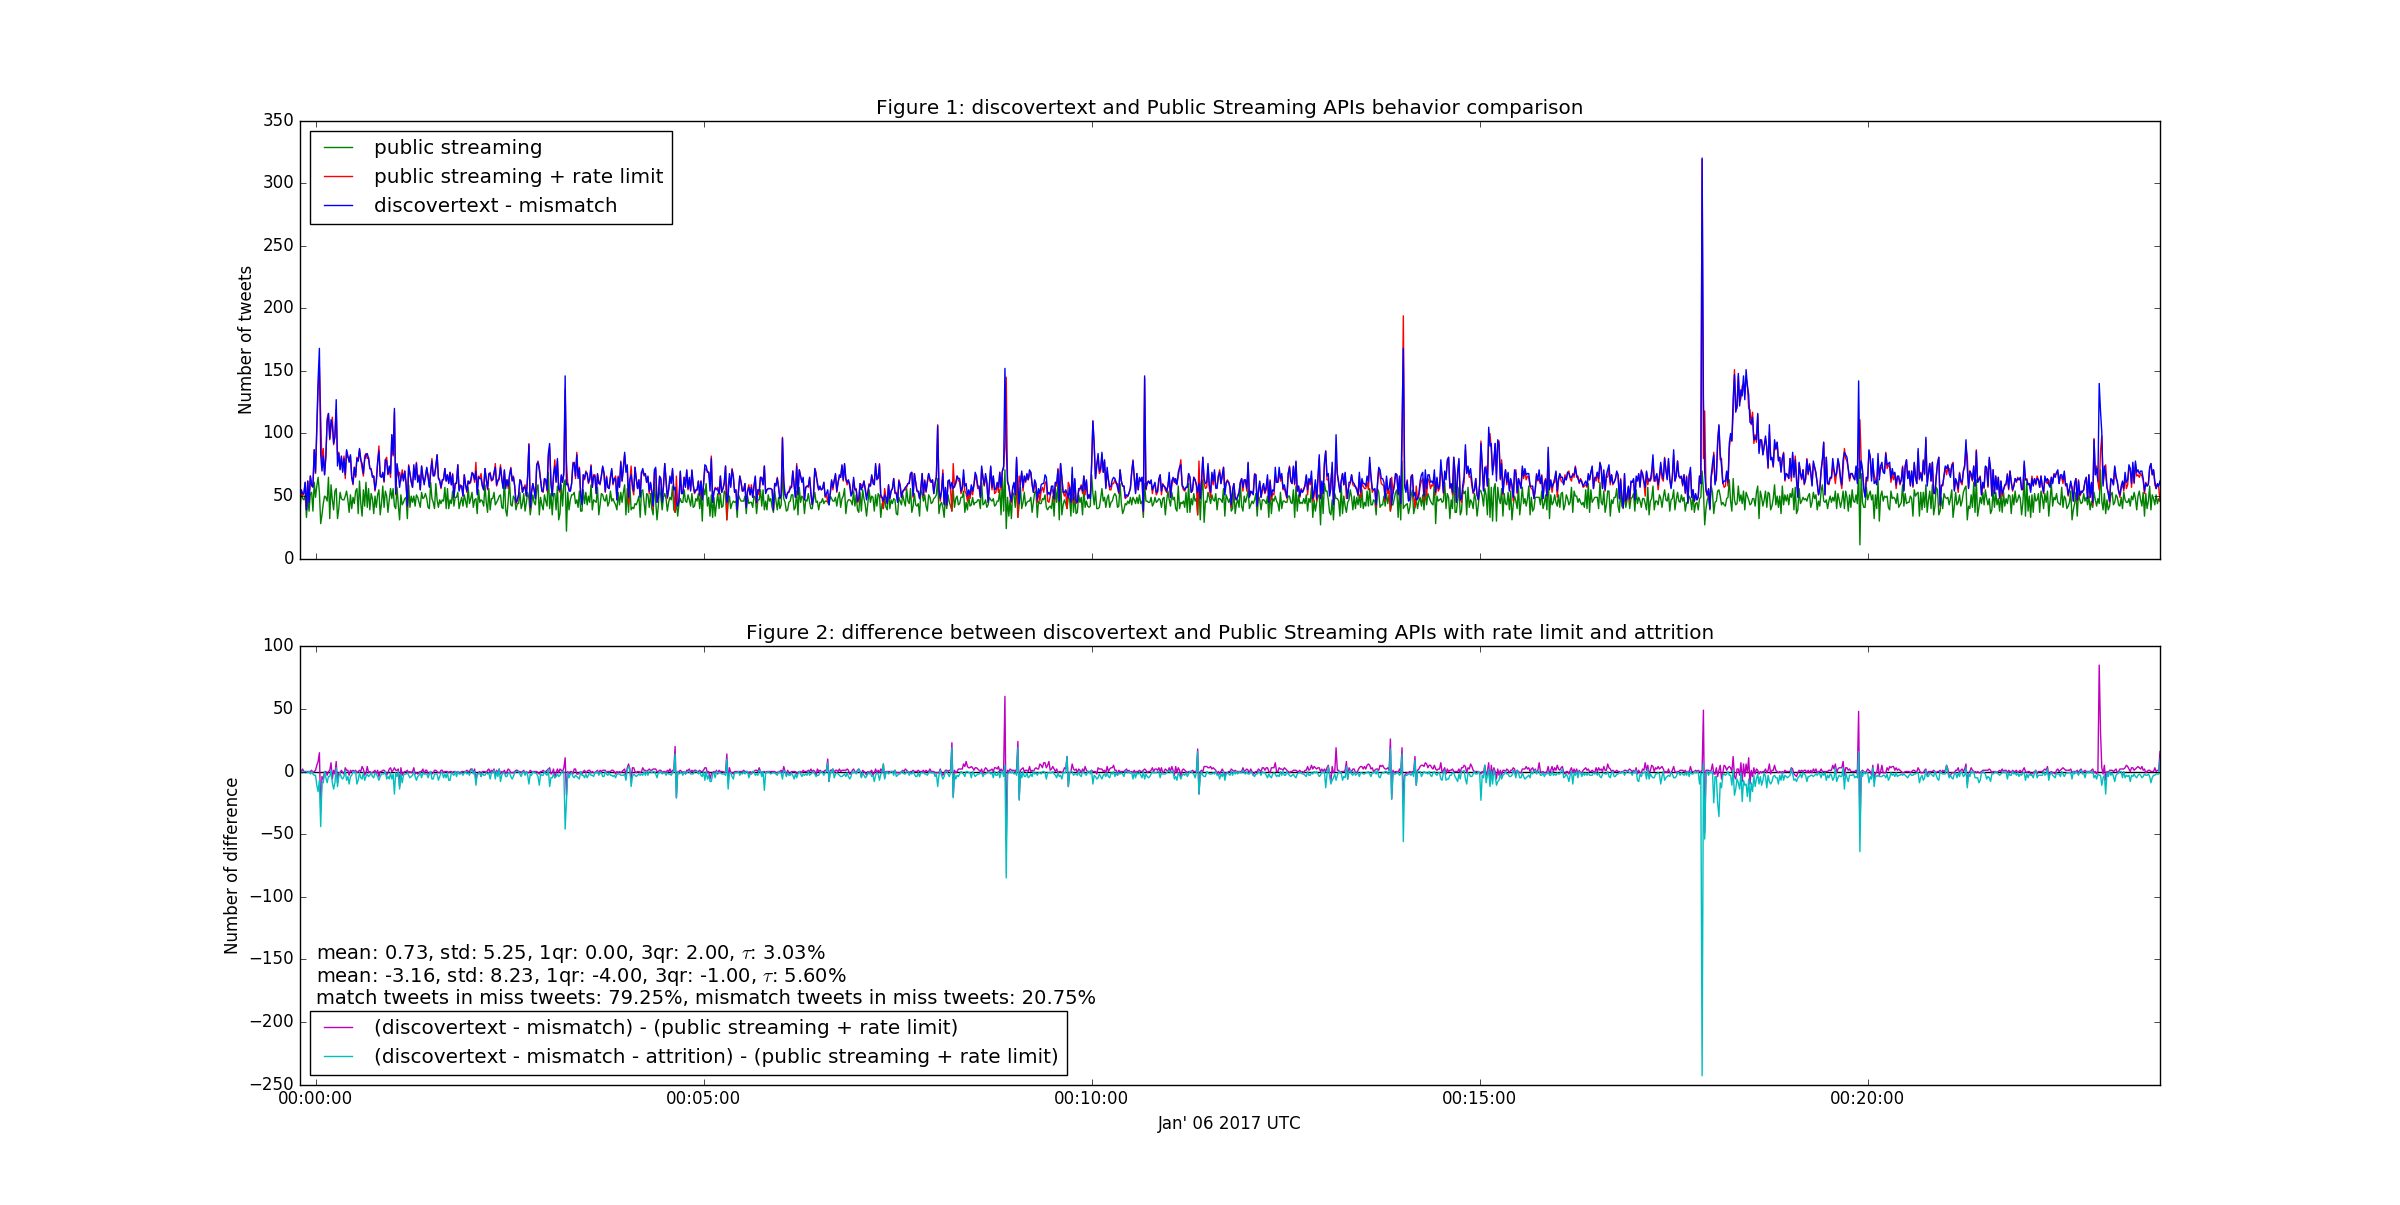 Figure 1: discovertext and Public Streaming APIs behavior comparison
350
300
250
200
150
100
50
0
Number of tweets
public streaming
public streaming + rate limit
discovertext - mismatch
Figure 2: difference between discovertext and Public Streaming APIs with rate limit and attrition
100
50
0
−50
−100
−150
−200
−250
Number of difference
mean: 0.73, std: 5.25, 1qr: 0.00, 3qr: 2.00, τ: 3.03%
mean: -3.16, std: 8.23, 1qr: -4.00, 3qr: -1.00, τ: 5.60%
match tweets in miss tweets: 79.25%, mismatch tweets in miss tweets: 20.75%
(discovertext - mismatch) - (public streaming + rate limit)
(discovertext - mismatch - attrition) - (public streaming + rate limit)
00:00:00 00:05:00 00:10:00 00:15:00 00:20:00
Jan' 06 2017 UTC